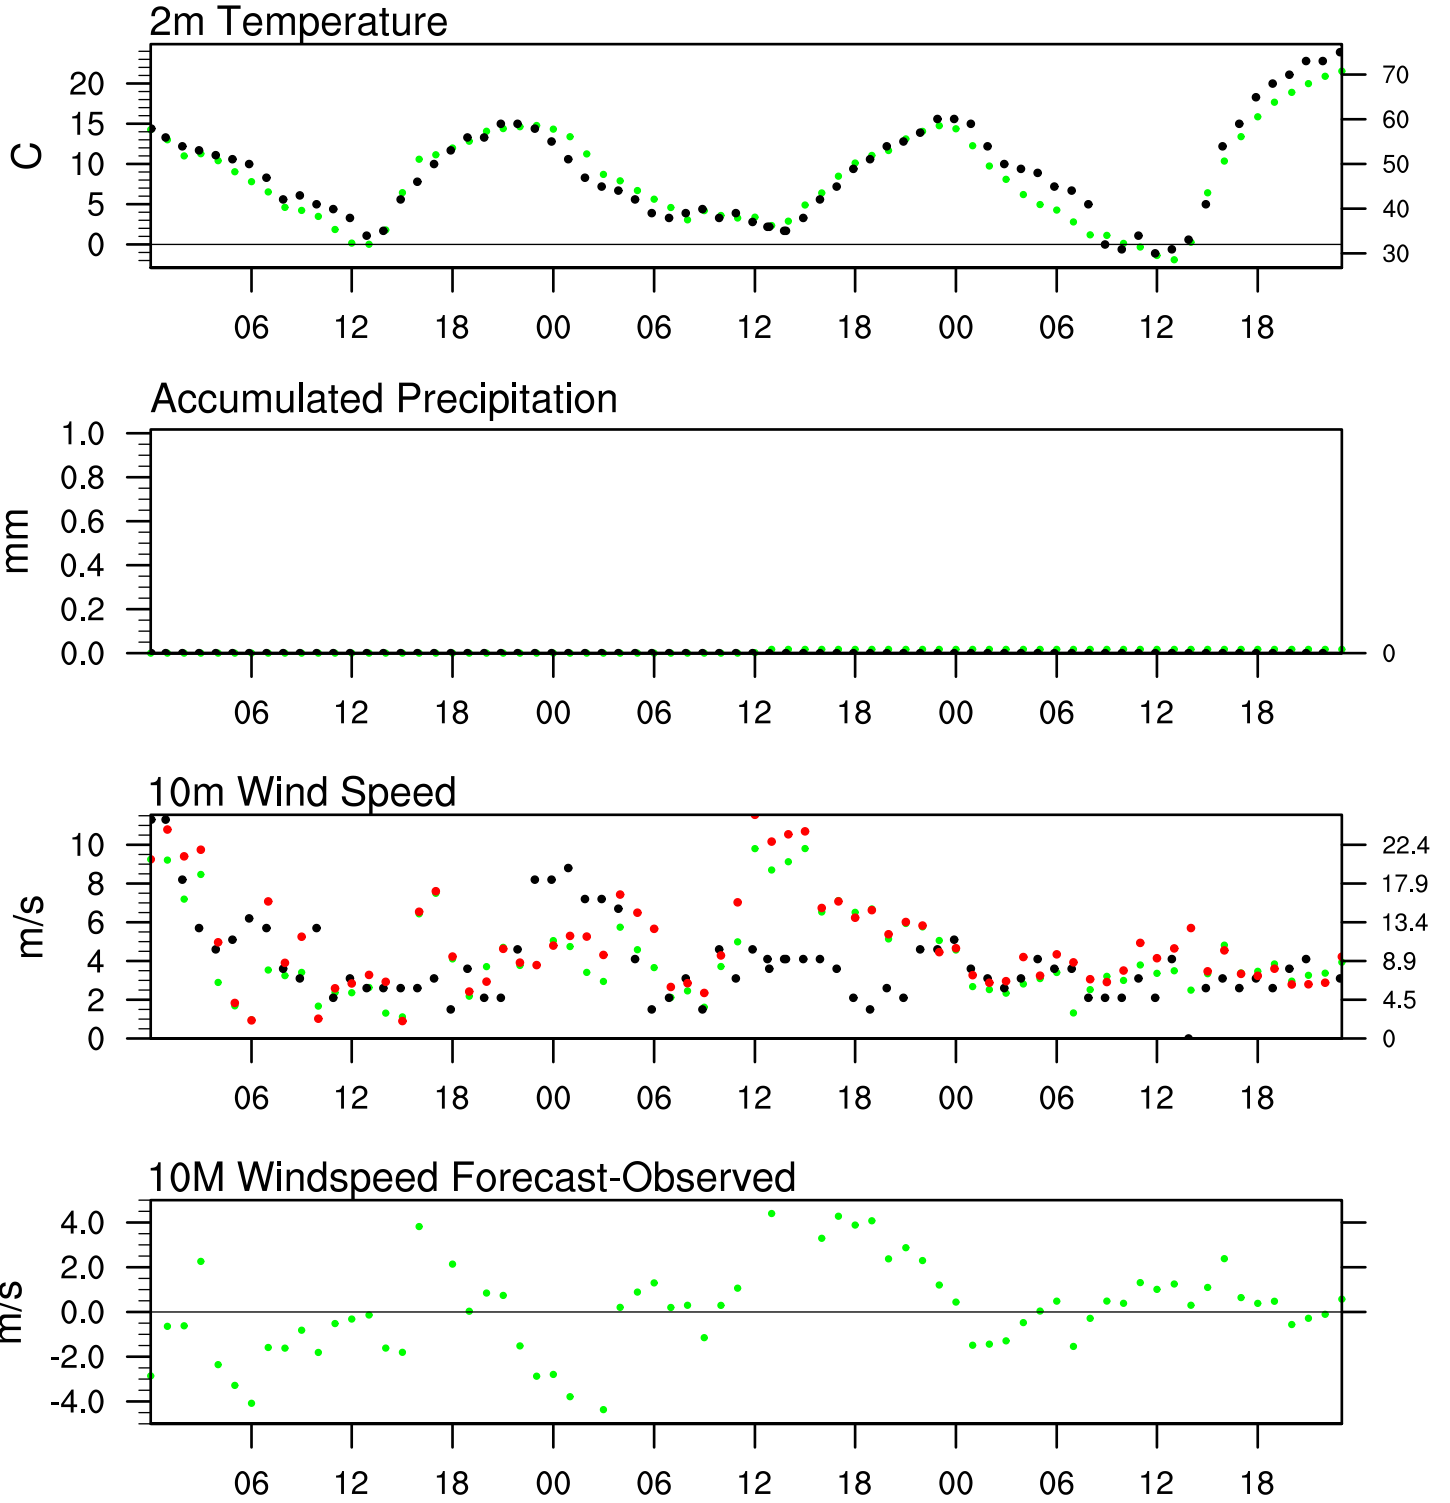 2m Temperature
20
15
10
5
0
C
70
60
50
40
30
06 12 18 00 06 12 18 00 06 12 18
Accumulated Precipitation
1.0
0.8
0.6
0.4
0.2
0.0
mm
0
06 12 18 00 06 12 18 00 06 12 18
10m Wind Speed
10
8
6
4
2
0
m/s
22.4
17.9
13.4
8.9
4.5
0
06 12 18 00 06 12 18 00 06 12 18
10M Windspeed Forecast-Observed
4.0
2.0
0.0
-2.0
-4.0
m/s
06 12 18 00 06 12 18 00 06 12 18